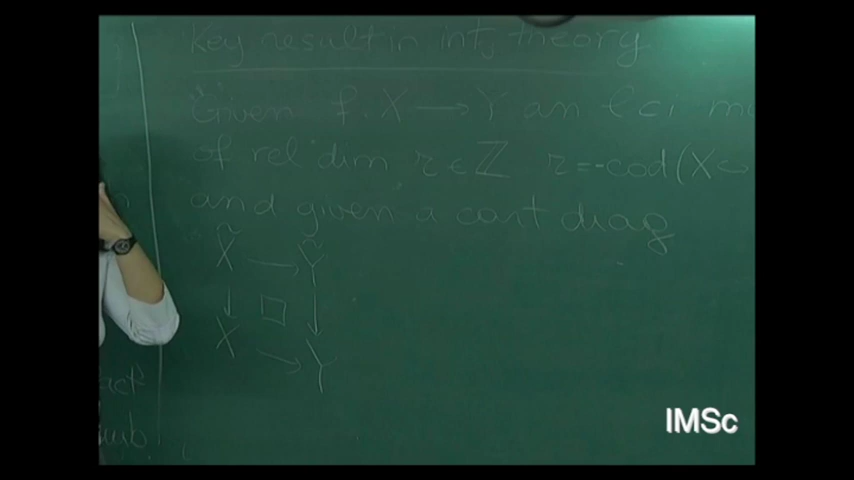 Key result in int. theory
Given f: X → Y an lci
of rel dim r ∈ Z r = -cod(X
and given a cart diag
X̃ → Ỹ
↓ □ ↓
X → Y
IMSc